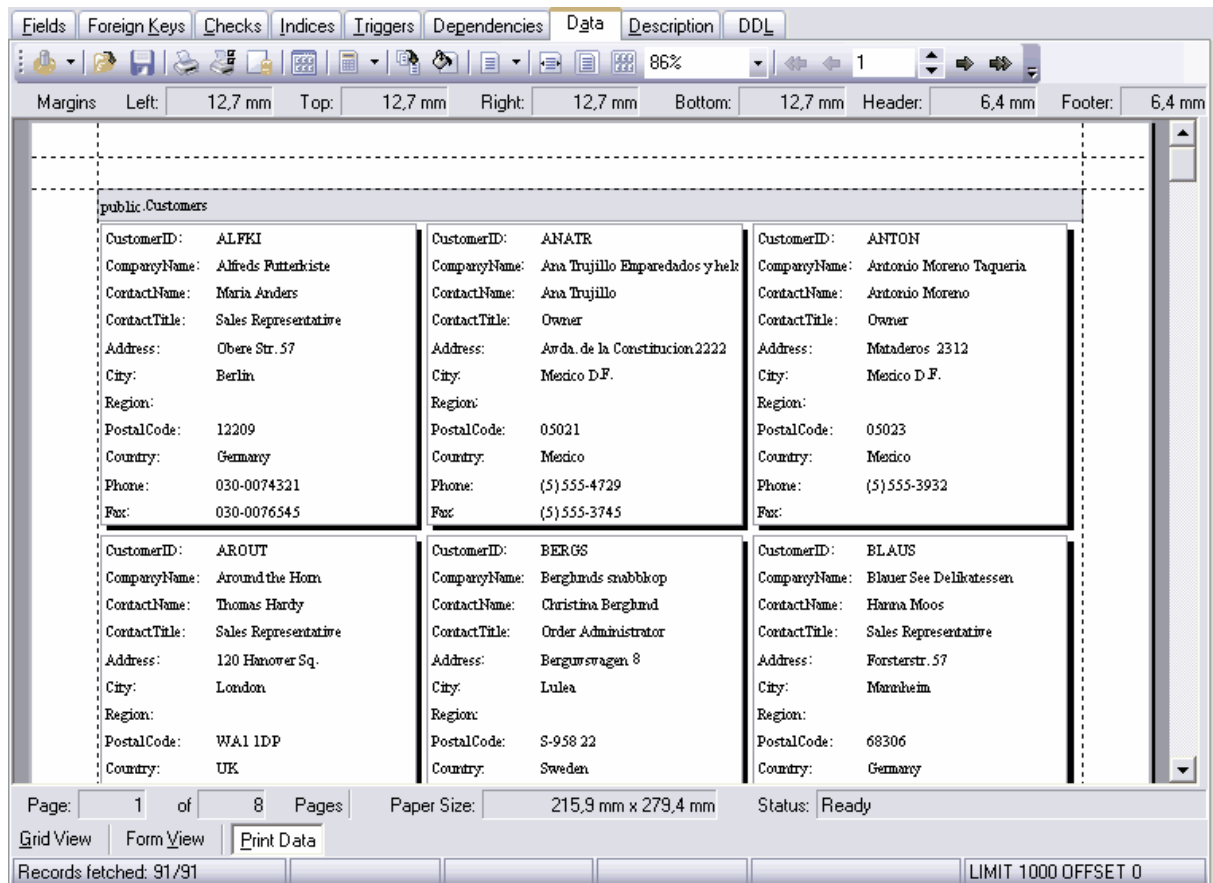 Fields Foreign Keys Checks Indices Triggers Dependencies Data Description DDL
86% 1
Margins Left: 12,7 mm Top: 12,7 mm Right: 12,7 mm Bottom: 12,7 mm Header: 6,4 mm Footer: 6,4 mm
public.Customers
CustomerID: ALFKI CustomerID: ANATR CustomerID: ANTON
CompanyName: Alfreds Futterkiste CompanyName: Ana Trujillo Emparedados y hela CompanyName: Antonio Moreno Taqueria
ContactName: Maria Anders ContactName: Ana Trujillo ContactName: Antonio Moreno
ContactTitle: Sales Representative ContactTitle: Owner ContactTitle: Owner
Address: Obere Str. 57 Address: Avda. de la Constitucion 2222 Address: Mataderos 2312
City: Berlin City: Mexico D.F. City: Mexico D.F.
Region: Region: Region:
PostalCode: 12209 PostalCode: 05021 PostalCode: 05023
Country: Germany Country: Mexico Country: Mexico
Phone: 030-0074321 Phone: (5) 555-4729 Phone: (5) 555-3932
Fax: 030-0076545 Fax: (5) 555-3745 Fax:
CustomerID: AROUT CustomerID: BERGS CustomerID: BLAUS
CompanyName: Around the Horn CompanyName: Berglunds snabbkop CompanyName: Blauer See Delikatessen
ContactName: Thomas Hardy ContactName: Christina Berglund ContactName: Hanna Moos
ContactTitle: Sales Representative ContactTitle: Order Administrator ContactTitle: Sales Representative
Address: 120 Hanover Sq. Address: Berguvsvagen 8 Address: Forsterstr. 57
City: London City: Lulea City: Mannheim
Region: Region: Region:
PostalCode: WA1 1DP PostalCode: S-958 22 PostalCode: 68306
Country: UK Country: Sweden Country: Germany
Page: 1 of 8 Pages Paper Size: 215,9 mm x 279,4 mm Status: Ready
Grid View Form View Print Data
Records fetched: 91/91 LIMIT 1000 OFFSET 0